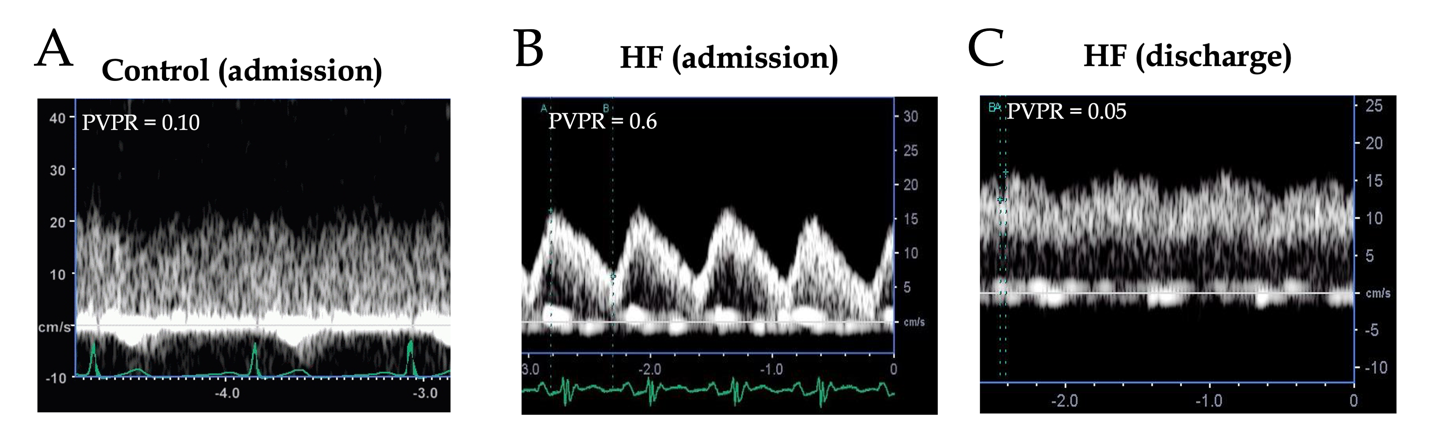 A
Control (admission)
PVPR = 0.10
40
30
20
10
cm/s
-10
-4.0
-3.0
B
HF (admission)
A
B
PVPR = 0.6
30
25
20
15
10
5
cm/s
3.0
-2.0
-1.0
0
C
HF (discharge)
BA
PVPR = 0.05
25
20
15
10
5
cm/s
-5
-10
-2.0
-1.0
0